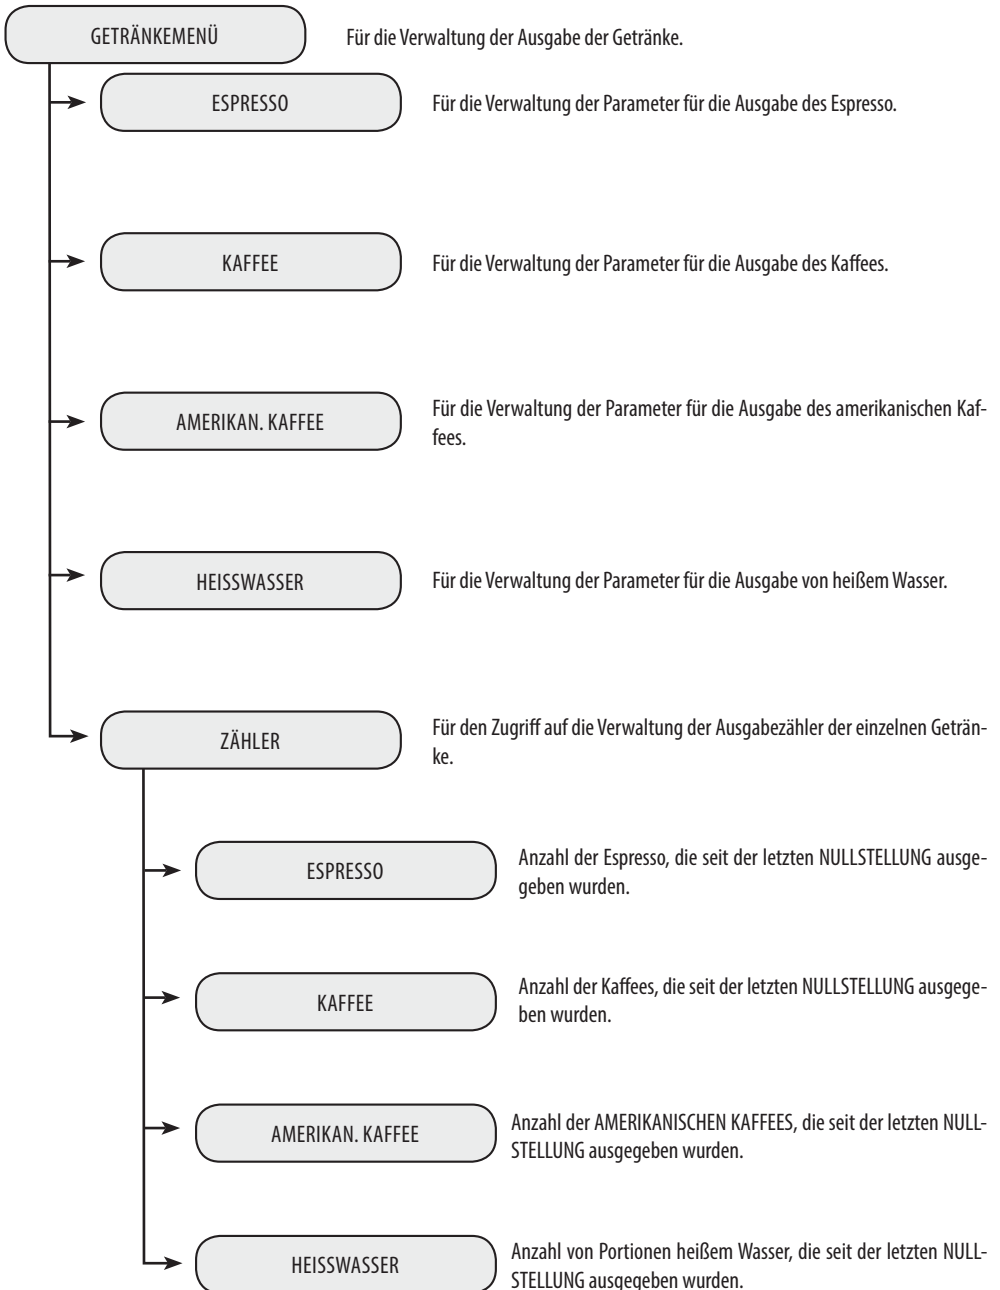 GETRÄNKEMENÜ
Für die Verwaltung der Ausgabe der Getränke.
ESPRESSO
Für die Verwaltung der Parameter für die Ausgabe des Espresso.
KAFFEE
Für die Verwaltung der Parameter für die Ausgabe des Kaffees.
AMERIKAN. KAFFEE
Für die Verwaltung der Parameter für die Ausgabe des amerikanischen Kaf-
fees.
HEISSWASSER
Für die Verwaltung der Parameter für die Ausgabe von heißem Wasser.
ZÄHLER
Für den Zugriff auf die Verwaltung der Ausgabezähler der einzelnen Geträn-
ke.
ESPRESSO
Anzahl der Espresso, die seit der letzten NULLSTELLUNG ausge-
geben wurden.
KAFFEE
Anzahl der Kaffees, die seit der letzten NULLSTELLUNG ausgege-
ben wurden.
AMERIKAN. KAFFEE
Anzahl der AMERIKANISCHEN KAFFEES, die seit der letzten NULL-
STELLUNG ausgegeben wurden.
HEISSWASSER
Anzahl von Portionen heißem Wasser, die seit der letzten NULL-
STELLUNG ausgegeben wurden.